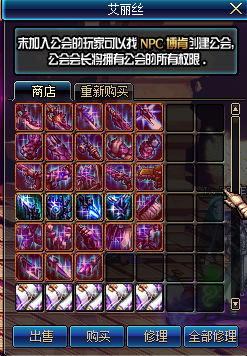 艾丽丝
未加入公会的玩家可以找 NPC 博肯创建公会,
公会会长将拥有公会的所有权限 .
商店 重新购买
出售 购买 修理 全部修理